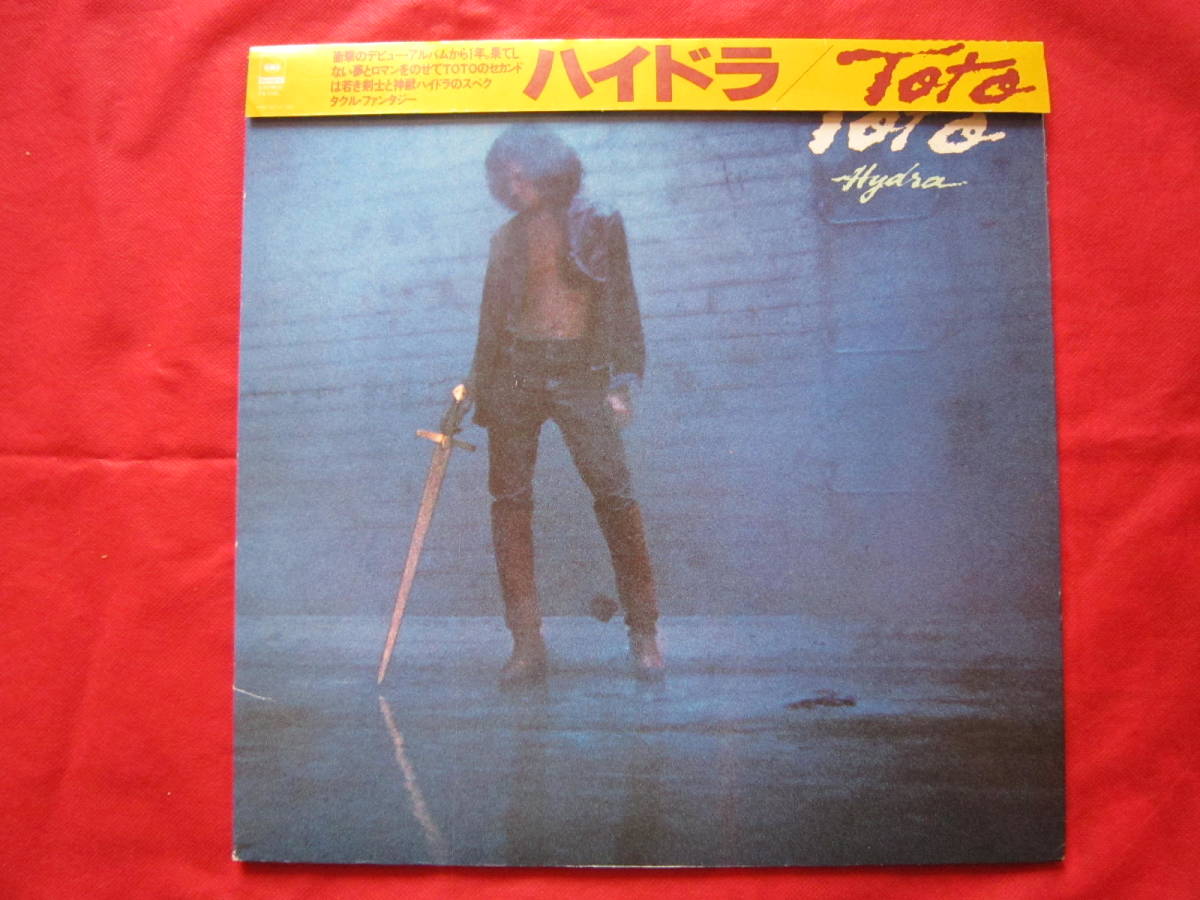 衝撃のデビュー・アルバムから1年。果てし
ない夢とロマンをのせてTOTOのセカンド
は若き剣士と神獣ハイドラのスペク
タクル・ファンタジー
ハイドラ / Toto
Toto
Hydra